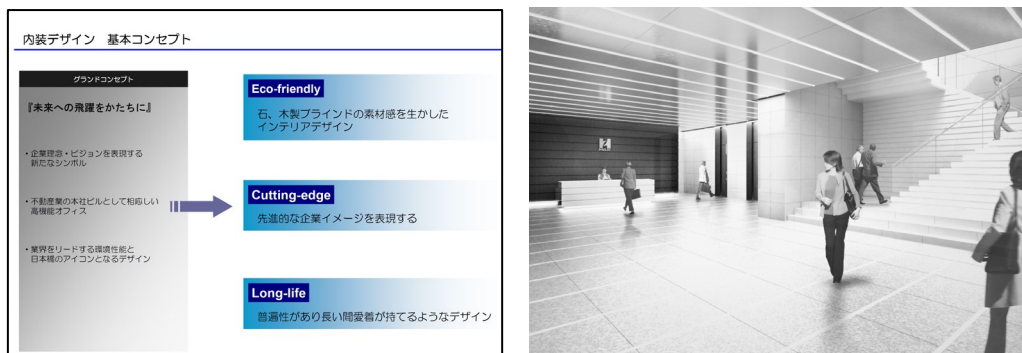 内装デザイン　基本コンセプト
グランドコンセプト
『未来への飛躍をかたちに』
・企業理念・ビジョンを表現する
新たなシンボル
・不動産業の本社ビルとして相応しい
高機能オフィス
・業界をリードする環境性能と
日本橋のアイコンとなるデザイン
Eco-friendly
石、木製ブラインドの素材感を生かした
インテリアデザイン
Cutting-edge
先進的な企業イメージを表現する
Long-life
普遍性があり長い間愛着が持てるようなデザイン